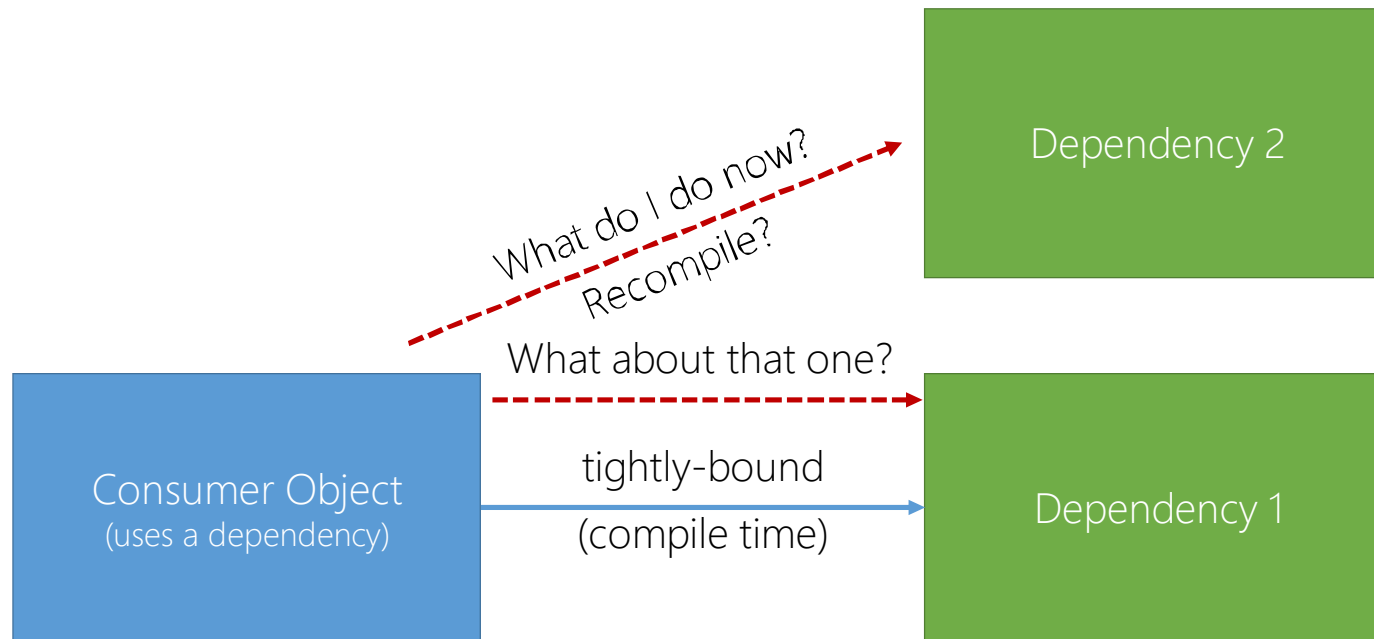 Dependency 2
What do I do now?
Recompile?
What about that one?
Consumer Object
(uses a dependency)
tightly-bound
(compile time)
Dependency 1